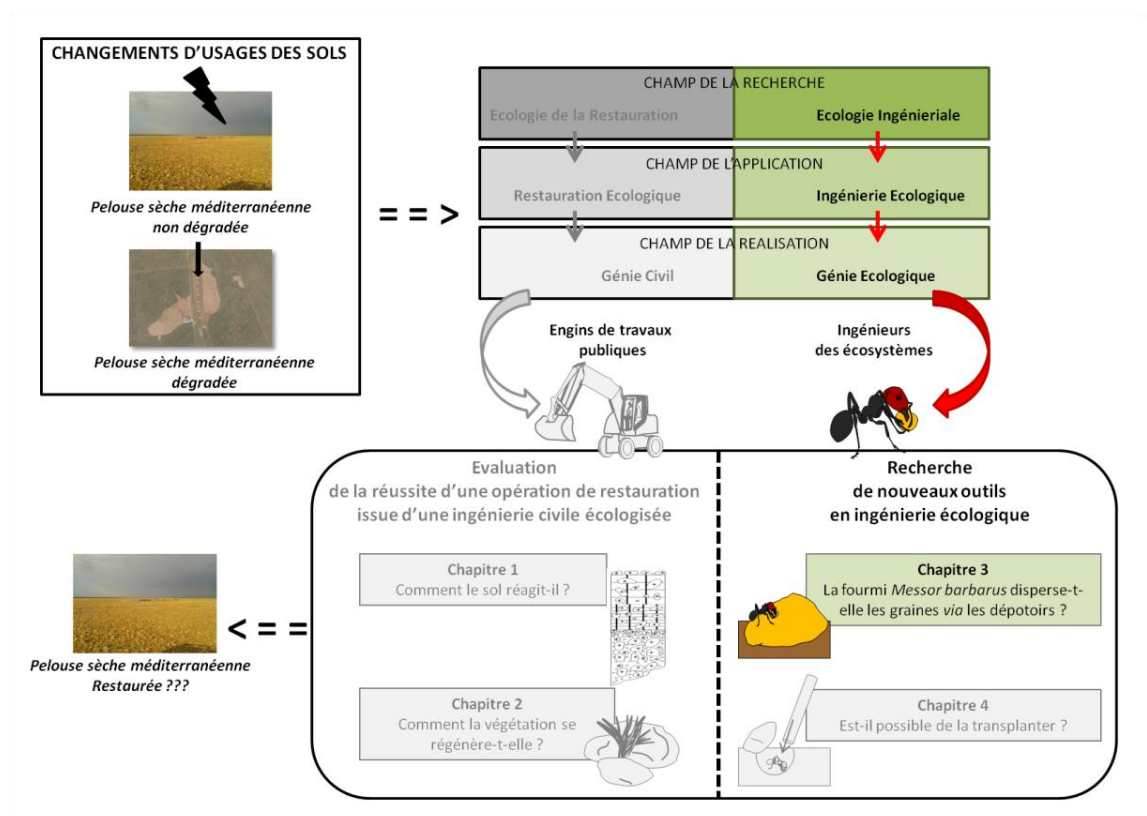 CHANGEMENTS D'USAGES DES SOLS
Pelouse sèche méditerranéenne
non dégradée
Pelouse sèche méditerranéenne
dégradée
= = >
CHAMP DE LA RECHERCHE
Ecologie de la Restauration
Ecologie Ingénieriale
CHAMP DE L'APPLICATION
Restauration Ecologique
Ingénierie Ecologique
CHAMP DE LA REALISATION
Génie Civil
Génie Ecologique
Engins de travaux
publiques
Ingénieurs
des écosystèmes
Evaluation
de la réussite d'une opération de restauration
issue d'une ingénierie civile écologisée
Chapitre 1
Comment le sol réagit-il ?
Chapitre 2
Comment la végétation se
régénère-t-elle ?
Recherche
de nouveaux outils
en ingénierie écologique
Chapitre 3
La fourmi Messor barbarus disperse-t-
elle les graines via les dépotoirs ?
Chapitre 4
Est-il possible de la transplanter ?
< = =
Pelouse sèche méditerranéenne
Restaurée ???